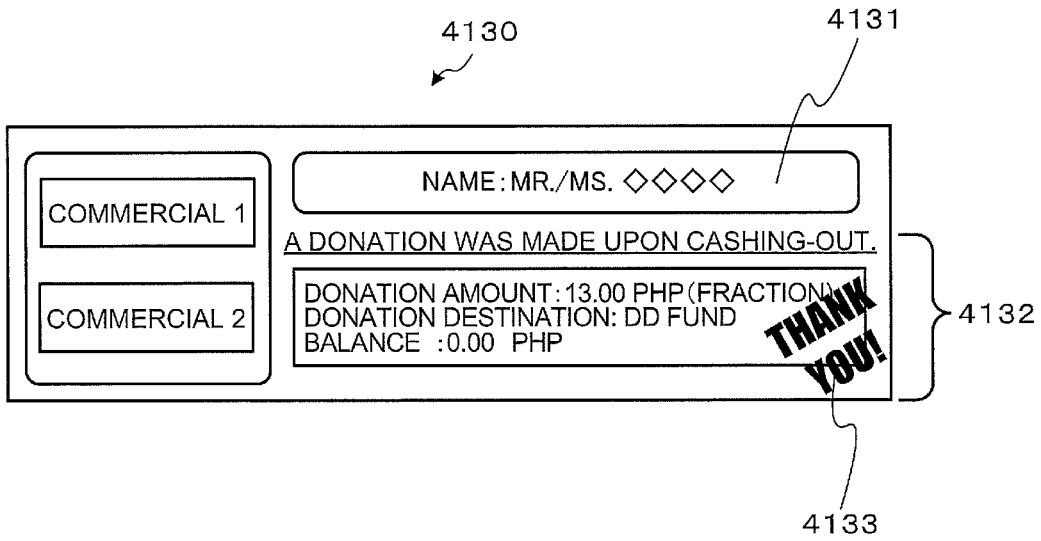 4130
4131
COMMERCIAL 1
COMMERCIAL 2
NAME:MR./MS. ◇◇◇◇
A DONATION WAS MADE UPON CASHING-OUT.
DONATION AMOUNT:13.00 PHP(FRACTION)
DONATION DESTINATION: DD FUND
BALANCE :0.00 PHP
THANK
YOU!
4132
4133